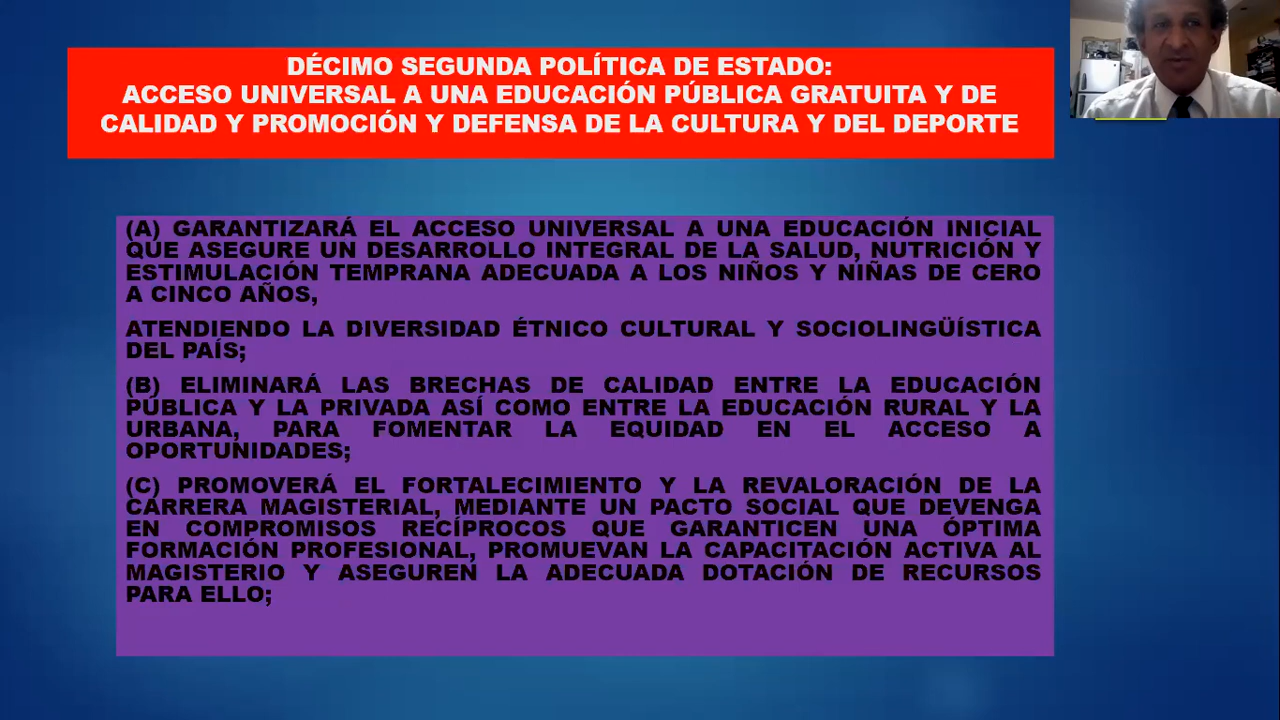 DÉCIMO SEGUNDA POLÍTICA DE ESTADO:
ACCESO UNIVERSAL A UNA EDUCACIÓN PÚBLICA GRATUITA Y DE
CALIDAD Y PROMOCIÓN Y DEFENSA DE LA CULTURA Y DEL DEPORTE
(A) GARANTIZARÁ EL ACCESO UNIVERSAL A UNA EDUCACIÓN INICIAL
QUE ASEGURE UN DESARROLLO INTEGRAL DE LA SALUD, NUTRICIÓN Y
ESTIMULACIÓN TEMPRANA ADECUADA A LOS NIÑOS Y NIÑAS DE CERO
A CINCO AÑOS,
ATENDIENDO LA DIVERSIDAD ÉTNICO CULTURAL Y SOCIOLINGÜÍSTICA
DEL PAÍS;
(B) ELIMINARÁ LAS BRECHAS DE CALIDAD ENTRE LA EDUCACIÓN
PÚBLICA Y LA PRIVADA ASÍ COMO ENTRE LA EDUCACIÓN RURAL Y LA
URBANA, PARA FOMENTAR LA EQUIDAD EN EL ACCESO A
OPORTUNIDADES;
(C) PROMOVERÁ EL FORTALECIMIENTO Y LA REVALORACIÓN DE LA
CARRERA MAGISTERIAL, MEDIANTE UN PACTO SOCIAL QUE DEVENGA
EN COMPROMISOS RECÍPROCOS QUE GARANTICEN UNA ÓPTIMA
FORMACIÓN PROFESIONAL, PROMUEVAN LA CAPACITACIÓN ACTIVA AL
MAGISTERIO Y ASEGUREN LA ADECUADA DOTACIÓN DE RECURSOS
PARA ELLO;